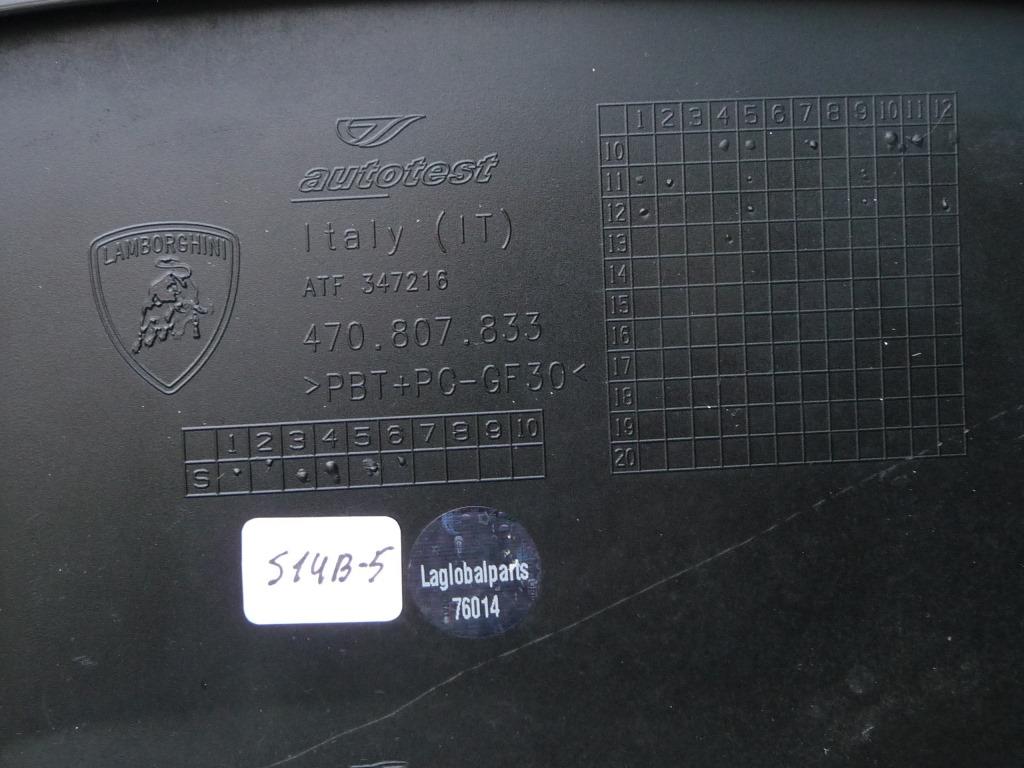 autotest
Italy (IT)
ATF 347216
470.807.833
>PBT+PC-GF30<
LAMBORGHINI
1 2 3 4 5 6 7 8 9 10
S
1 2 3 4 5 6 7 8 9 10 11 12
10
11
12
13
14
15
16
17
18
19
20
S14B-5
Laglobalparts
76014